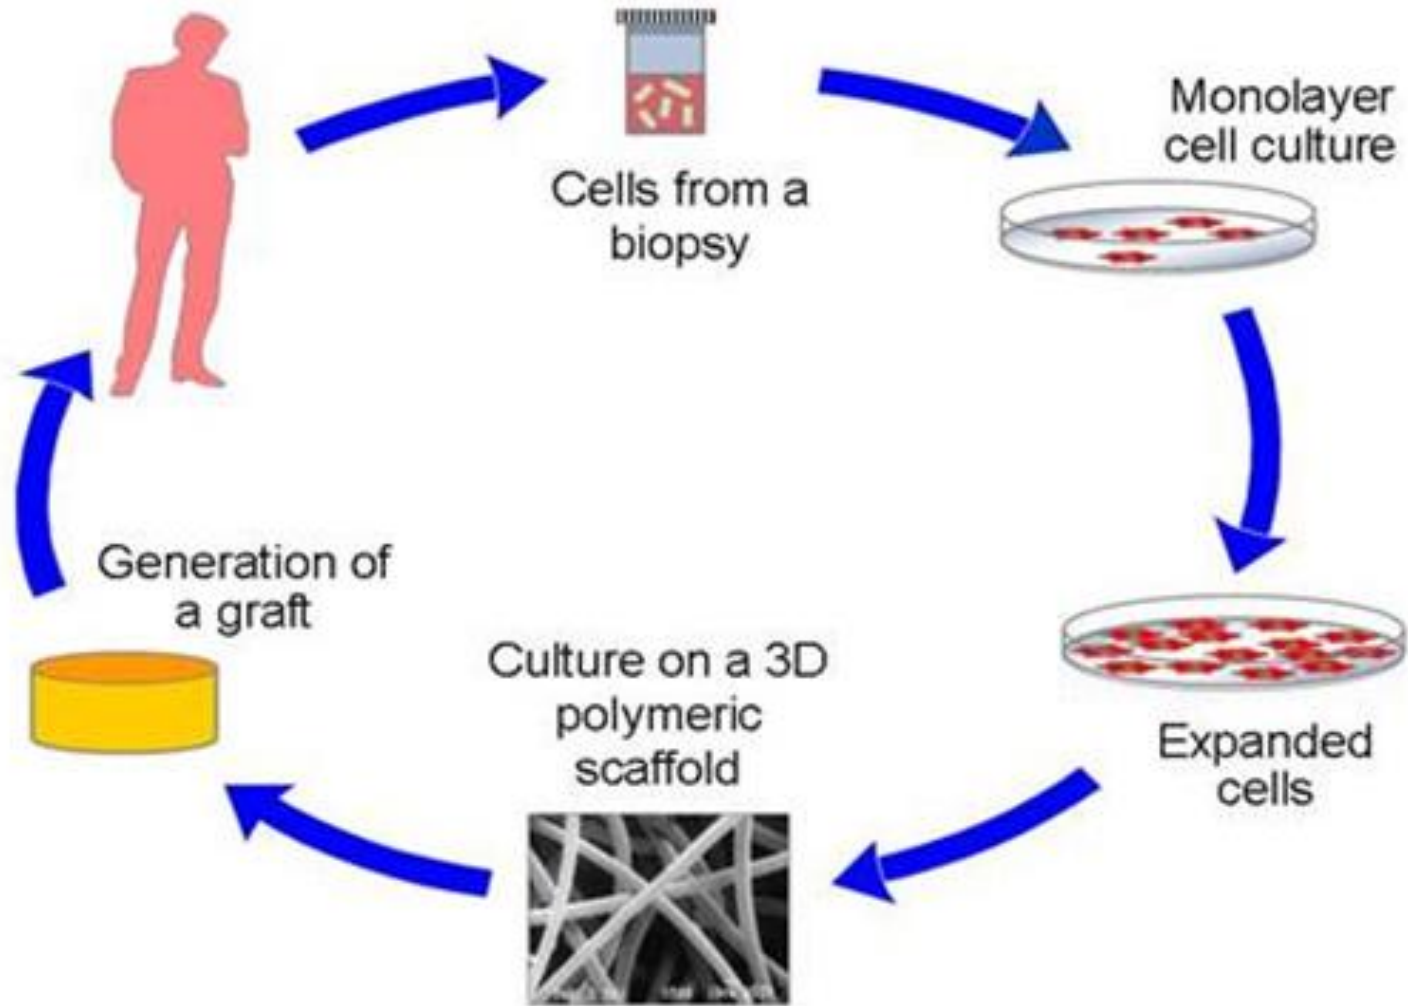 Cells from a
biopsy
Monolayer
cell culture
Expanded
cells
Culture on a 3D
polymeric
scaffold
Generation of
a graft